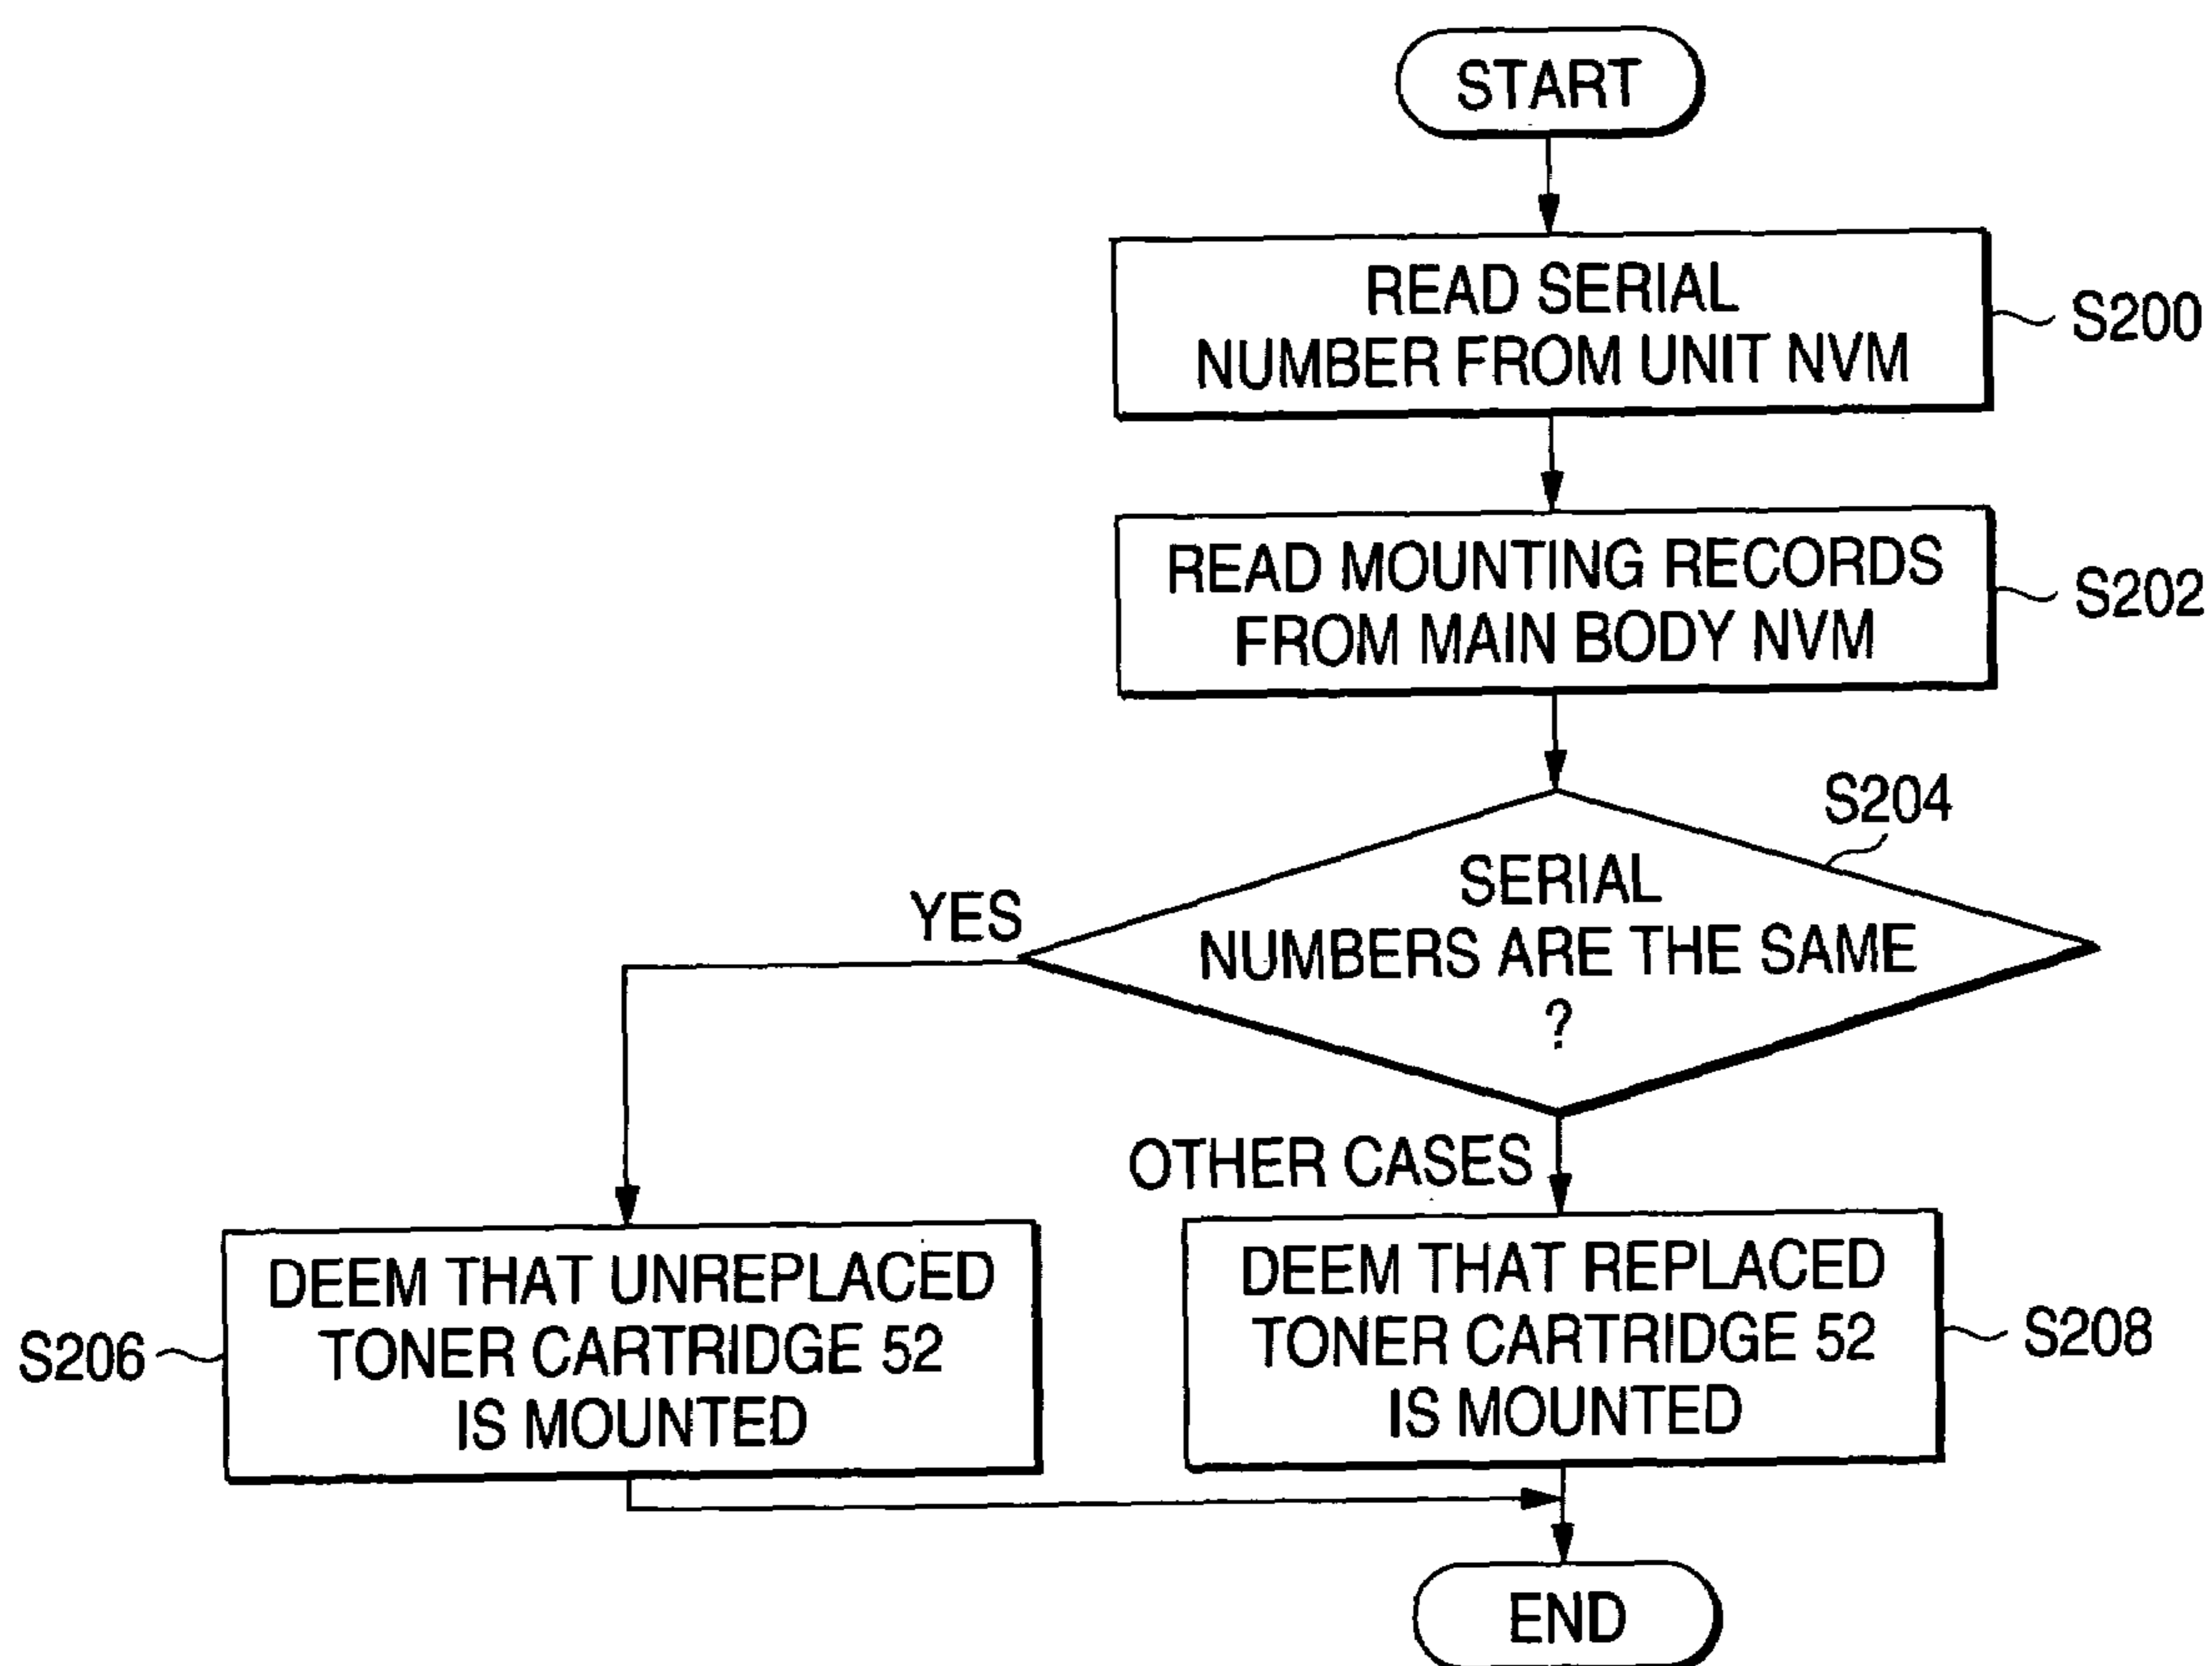 START
READ SERIAL
NUMBER FROM UNIT NVM
S200
READ MOUNTING RECORDS
FROM MAIN BODY NVM
S202
S204
SERIAL
NUMBERS ARE THE SAME
?
YES
OTHER CASES
DEEM THAT UNREPLACED
TONER CARTRIDGE 52
IS MOUNTED
S206
DEEM THAT REPLACED
TONER CARTRIDGE 52
IS MOUNTED
S208
END